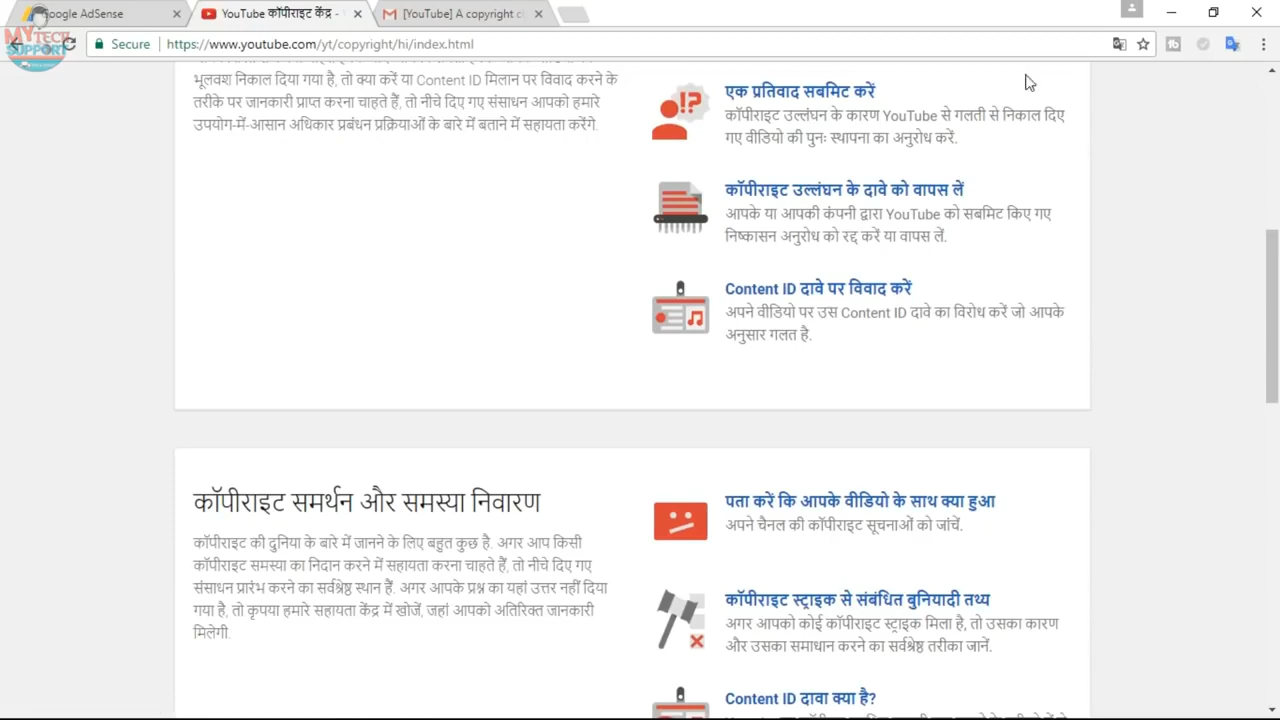 Google AdSense
YouTube कॉपीराइट केंद्र -
[YouTube] A copyright cl
Secure
https://www.youtube.com/yt/copyright/hi/index.html
MY TECH
SUPPORT
भूलवश निकाल दिया गया है, तो क्या करें या Content ID मिलान पर विवाद करने के
तरीके पर जानकारी प्राप्त करना चाहते हैं, तो नीचे दिए गए संसाधन आपको हमारे
उपयोग-में-आसान अधिकार प्रबंधन प्रक्रियाओं के बारे में बताने में सहायता करेंगे.
एक प्रतिवाद सबमिट करें
कॉपीराइट उल्लंघन के कारण YouTube से गलती से निकाल दिए
गए वीडियो की पुनः स्थापना का अनुरोध करें.
कॉपीराइट उल्लंघन के दावे को वापस लें
आपके या आपकी कंपनी द्वारा YouTube को सबमिट किए गए
निष्कासन अनुरोध को रद्द करें या वापस लें.
Content ID दावे पर विवाद करें
अपने वीडियो पर उस Content ID दावे का विरोध करें जो आपके
अनुसार गलत है.
कॉपीराइट समर्थन और समस्या निवारण
कॉपीराइट की दुनिया के बारे में जानने के लिए बहुत कुछ है. अगर आप किसी
कॉपीराइट समस्या का निदान करने में सहायता करना चाहते हैं, तो नीचे दिए गए
संसाधन प्रारंभ करने का सर्वश्रेष्ठ स्थान हैं. अगर आपके प्रश्न का यहां उत्तर नहीं दिया
गया है, तो कृपया हमारे सहायता केंद्र में खोजें, जहां आपको अतिरिक्त जानकारी
मिलेगी.
पता करें कि आपके वीडियो के साथ क्या हुआ
अपने चैनल की कॉपीराइट सूचनाओं को जांचें.
कॉपीराइट स्ट्राइक से संबंधित बुनियादी तथ्य
अगर आपको कोई कॉपीराइट स्ट्राइक मिला है, तो उसका कारण
और उसका समाधान करने का सर्वश्रेष्ठ तरीका जानें.
Content ID दावा क्या है?